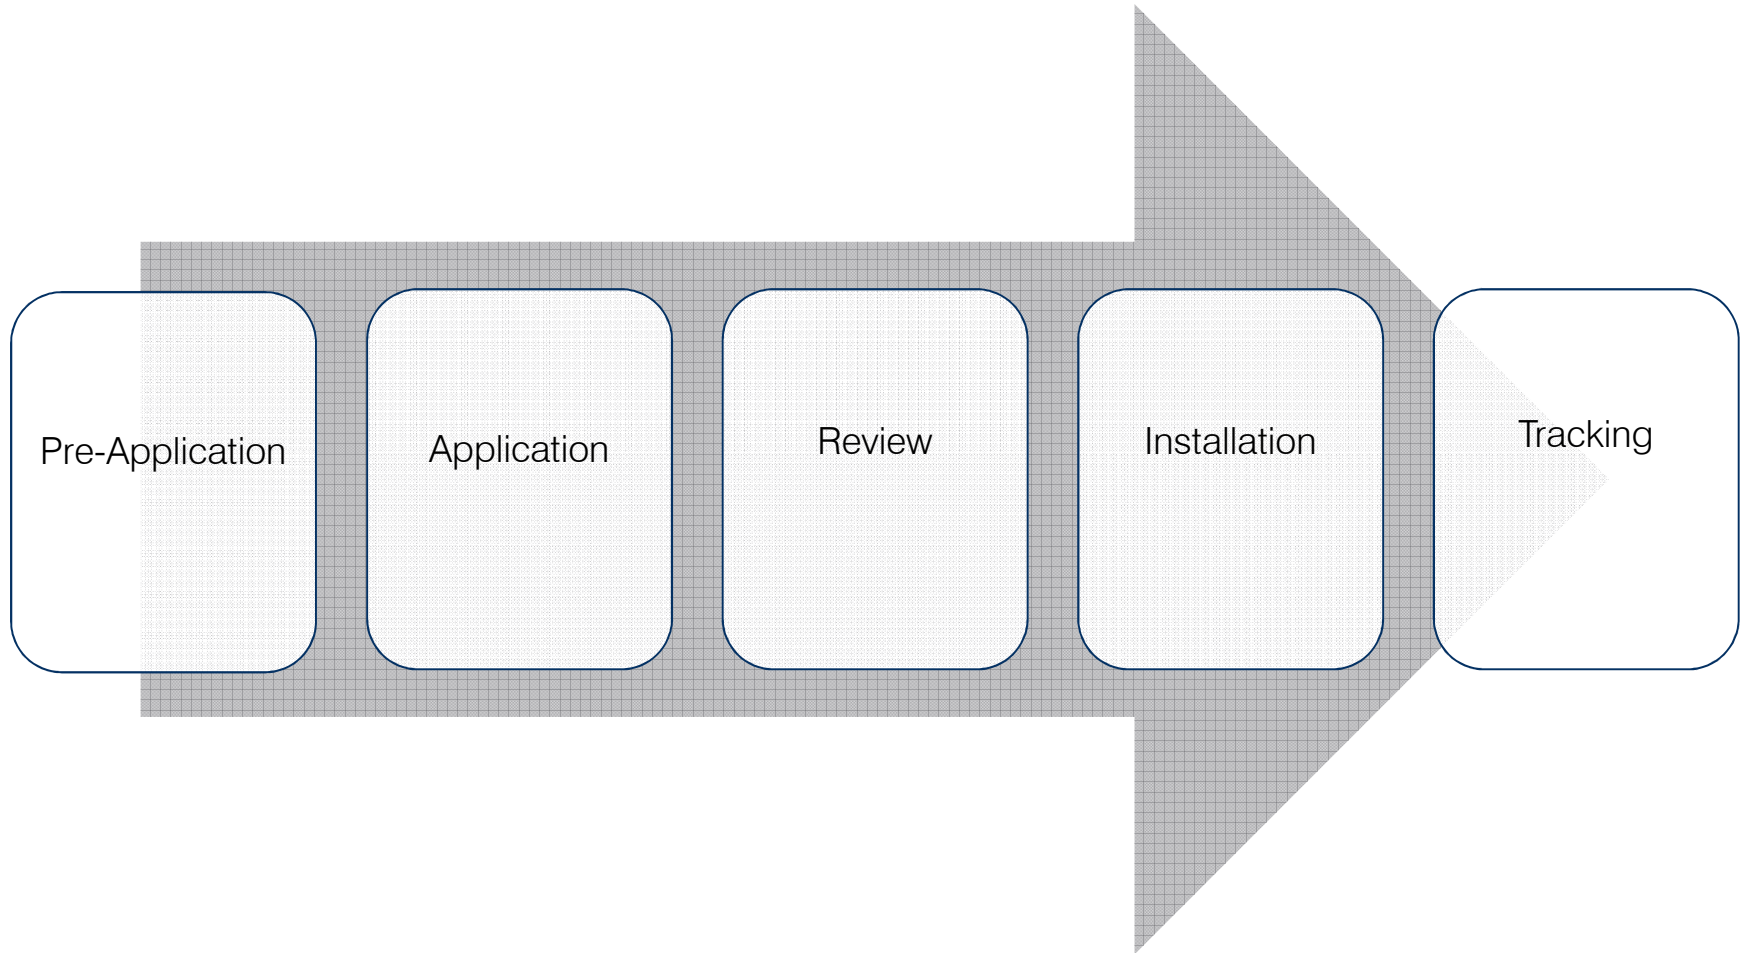 Pre-Application
Application
Review
Installation
Tracking